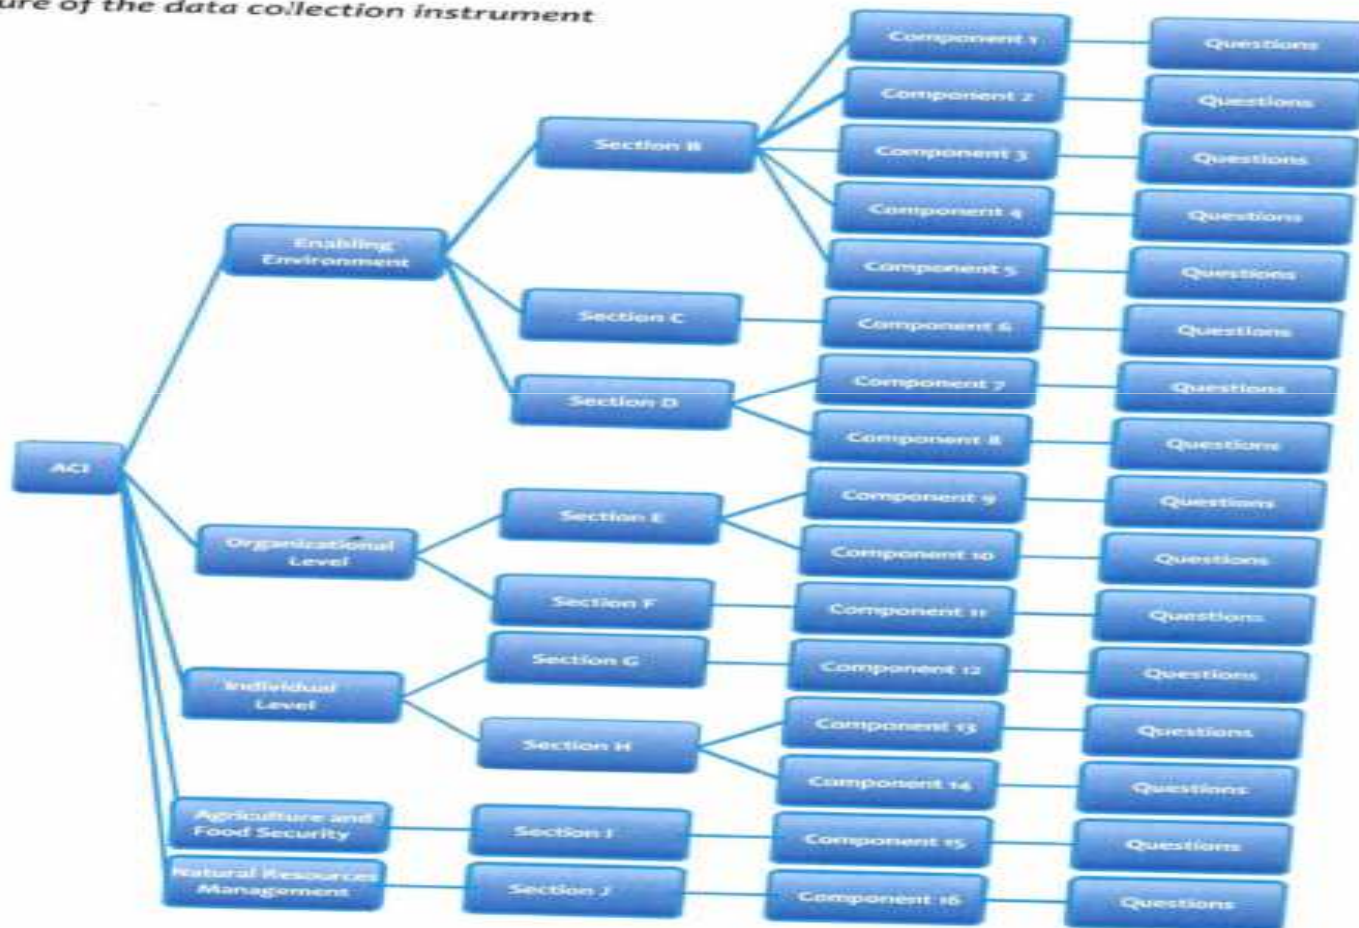 ure of the data collection instrument
Component 1
Questions
Component 2
Questions
Section B
Component 3
Questions
Component 4
Questions
Enabling
Environment
Component 5
Questions
Section C
Component 6
Questions
Component 7
Questions
Section D
Component 8
Questions
ACI
Component 9
Questions
Section E
Component 10
Questions
Organizational
Level
Section F
Component 11
Questions
Section G
Component 12
Questions
Individual
Level
Component 13
Questions
Section H
Component 14
Questions
Agriculture and
Food Security
Section I
Component 15
Questions
Natural Resources
Management
Section J
Component 16
Questions